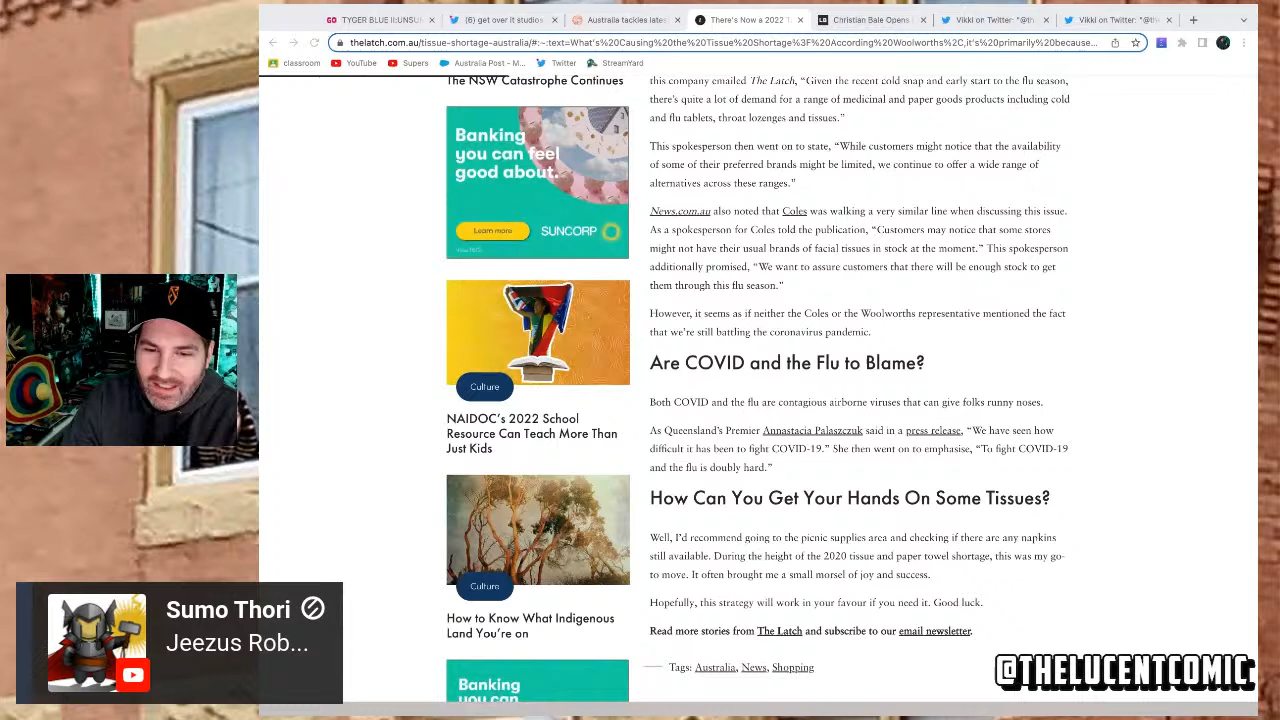 TYGER BLUE II:UNSUN
(6) get over it studios
Australia tackles lates
There's Now a 2022 T
Christian Bale Opens
Vikki on Twitter: "@th
Vikki on Twitter: "@the
thelatch.com.au/tissue-shortage-australia/#:~:text=What's%20Causing%20the%20Tissue%20Shortage%3F%20According%20Woolworths%2C,it's%20primarily%20because...
classroom
YouTube
Supers
Australia Post - M...
Twitter
StreamYard
The NSW Catastrophe Continues
Banking
you can feel
good about.
Learn more
SUNCORP
Culture
NAIDOC's 2022 School
Resource Can Teach More Than
Just Kids
Culture
How to Know What Indigenous
Land You're on
Banking
you can
this company emailed The Latch, “Given the recent cold snap and early start to the flu season,
there’s quite a lot of demand for a range of medicinal and paper goods products including cold
and flu tablets, throat lozenges and tissues.”
This spokesperson then went on to state, “While customers might notice that the availability
of some of their preferred brands might be limited, we continue to offer a wide range of
alternatives across these ranges.”
News.com.au also noted that Coles was walking a very similar line when discussing this issue.
As a spokesperson for Coles told the publication, “Customers may notice that some stores
might not have their usual brands of facial tissues in stock at the moment.” This spokesperson
additionally promised, “We want to assure customers that there will be enough stock to get
them through this flu season.”
However, it seems as if neither the Coles or the Woolworths representative mentioned the fact
that we’re still battling the coronavirus pandemic.
Are COVID and the Flu to Blame?
Both COVID and the flu are contagious airborne viruses that can give folks runny noses.
As Queensland’s Premier Annastacia Palaszczuk said in a press release, “We have seen how
difficult it has been to fight COVID-19.” She then went on to emphasise, “To fight COVID-19
and the flu is doubly hard.”
How Can You Get Your Hands On Some Tissues?
Well, I’d recommend going to the picnic supplies area and checking if there are any napkins
still available. During the height of the 2020 tissue and paper towel shortage, this was my go-
to move. It often brought me a small morsel of joy and success.
Hopefully, this strategy will work in your favour if you need it. Good luck.
Read more stories from The Latch and subscribe to our email newsletter.
Tags: Australia, News, Shopping
Sumo Thori
Jeezus Rob...
@THELUCENTCOMIC